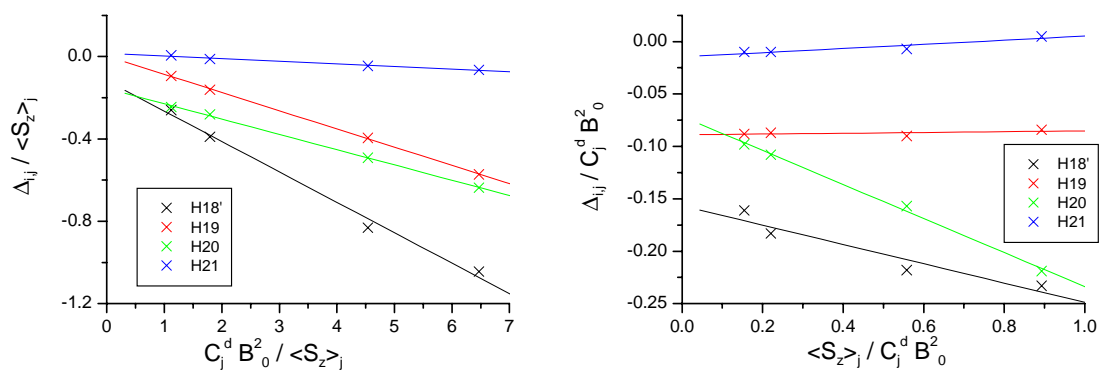 Δi,j / <Sz>j
0.0
-0.4
-0.8
-1.2
H18'
H19
H20
H21
0 1 2 3 4 5 6 7
Cjd B20 / <Sz>j
Δi,j / Cjd B20
0.00
-0.05
-0.10
-0.15
-0.20
-0.25
H18'
H19
H20
H21
0.0 0.2 0.4 0.6 0.8 1.0
<Sz>j / Cjd B20